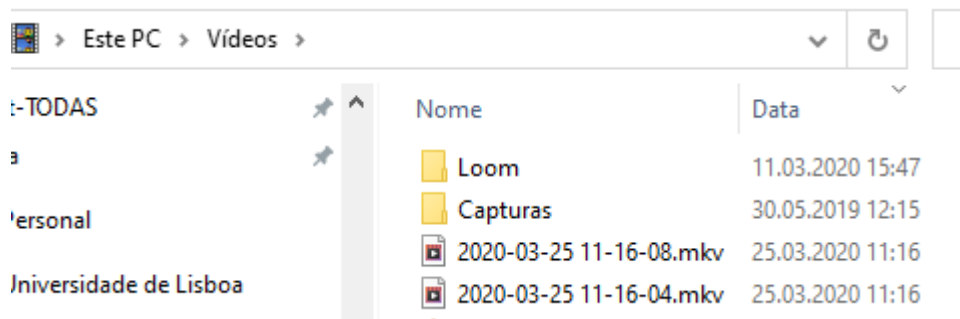 > Este PC > Vídeos >
-TODAS
a
Personal
Universidade de Lisboa
Nome Data
Loom 11.03.2020 15:47
Capturas 30.05.2019 12:15
2020-03-25 11-16-08.mkv 25.03.2020 11:16
2020-03-25 11-16-04.mkv 25.03.2020 11:16